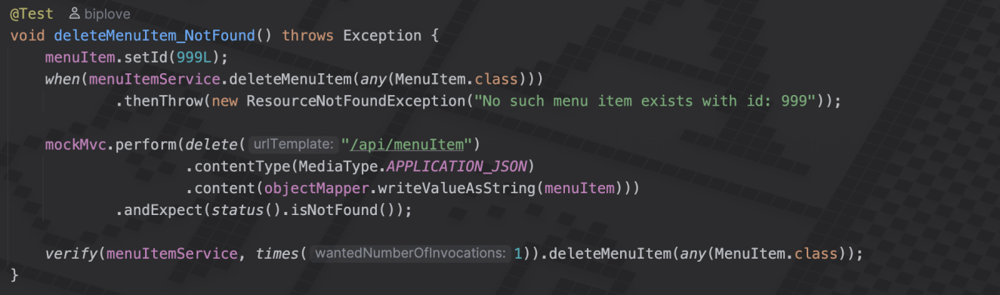 @Test biplove
void deleteMenuItem_NotFound() throws Exception {
    menuItem.setId(999L);
    when(menuItemService.deleteMenuItem(any(MenuItem.class)))
            .thenThrow(new ResourceNotFoundException("No such menu item exists with id: 999"));

    mockMvc.perform(delete( urlTemplate: "/api/menuItem")
                    .contentType(MediaType.APPLICATION_JSON)
                    .content(objectMapper.writeValueAsString(menuItem)))
            .andExpect(status().isNotFound());

    verify(menuItemService, times( wantedNumberOfInvocations: 1)).deleteMenuItem(any(MenuItem.class));
}